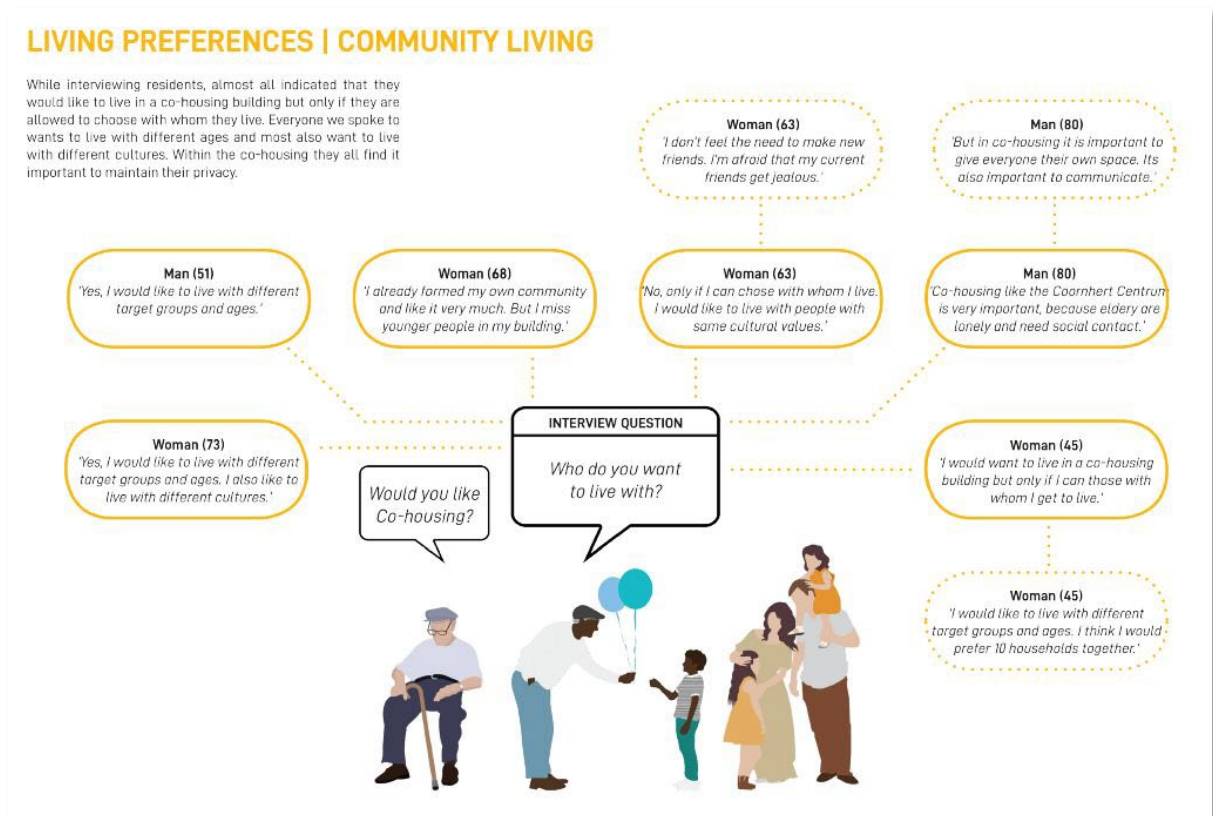 LIVING PREFERENCES | COMMUNITY LIVING
While interviewing residents, almost all indicated that they
would like to live in a co-housing building but only if they are
allowed to choose with whom they live. Everyone we spoke to
wants to live with different ages and most also want to live
with different cultures. Within the co-housing they all find it
important to maintain their privacy.
Woman (63)
'I don't feel the need to make new
friends. I'm afraid that my current
friends get jealous.'
Man (80)
'But in co-housing it is important to
give everyone their own space. Its
also important to communicate.'
Man (51)
'Yes, I would like to live with different
target groups and ages.'
Woman (68)
'I already formed my own community
and like it very much. But I miss
younger people in my building.'
Woman (63)
'No, only if I can chose with whom I live.
I would like to live with people with
same cultural values.'
Man (80)
'Co-housing like the Coornhert Centrum
is very important, because eldery are
lonely and need social contact.'
Woman (73)
'Yes, I would like to live with different
target groups and ages. I also like to
live with different cultures.'
Would you like
Co-housing?
INTERVIEW QUESTION
Who do you want
to live with?
Woman (45)
'I would want to live in a co-housing
building but only if I can those with
whom I get to live.'
Woman (45)
'I would like to live with different
target groups and ages. I think I would
prefer 10 households together.'